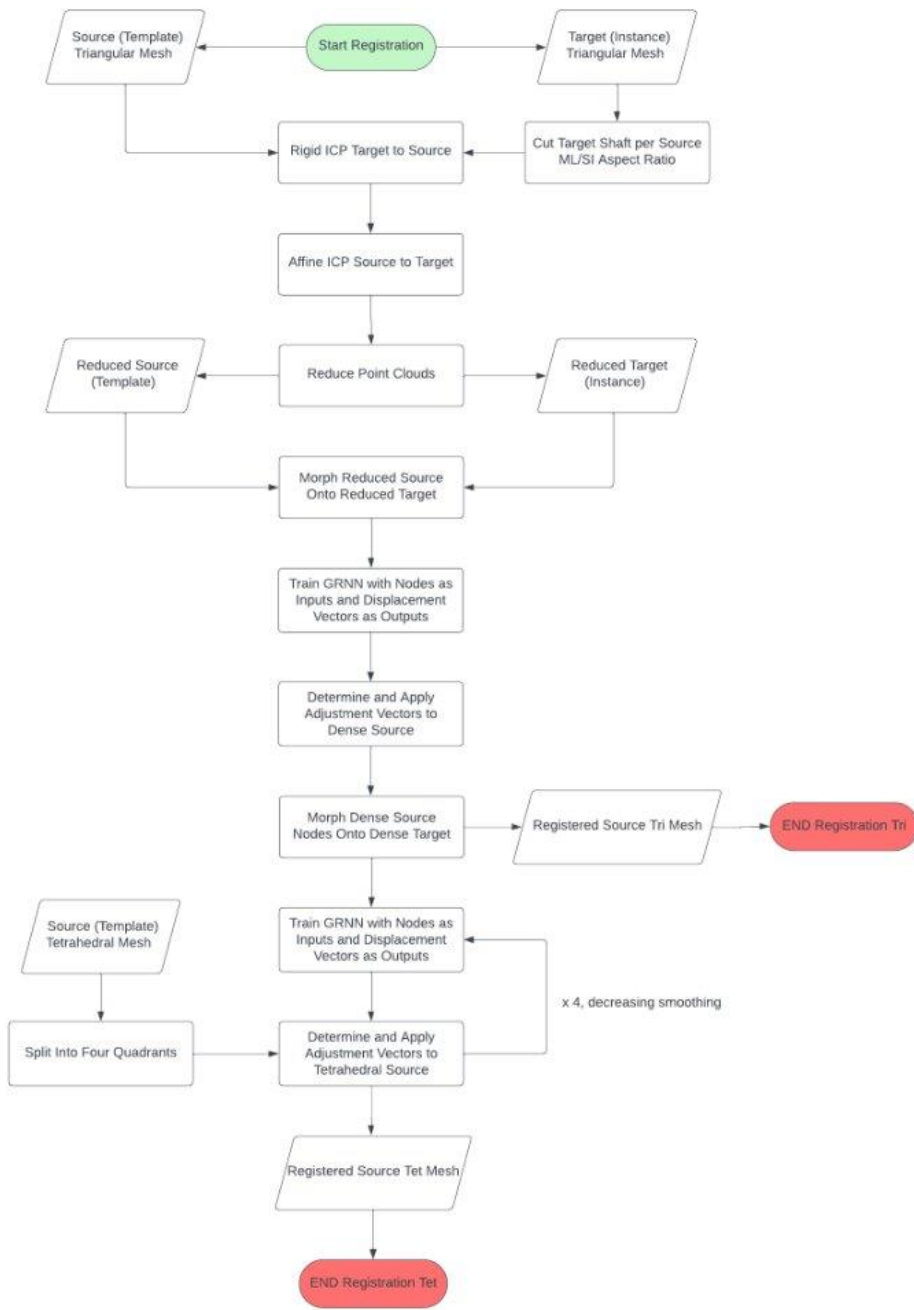 Source (Template)
Triangular Mesh
Start Registration
Target (Instance)
Triangular Mesh
Rigid ICP Target to Source
Cut Target Shaft per Source
ML/SI Aspect Ratio
Affine ICP Source to Target
Reduced Source
(Template)
Reduce Point Clouds
Reduced Target
(Instance)
Morph Reduced Source
Onto Reduced Target
Train GRNN with Nodes as
Inputs and Displacement
Vectors as Outputs
Determine and Apply
Adjustment Vectors to
Dense Source
Morph Dense Source
Nodes Onto Dense Target
Registered Source Tri Mesh
END Registration Tri
Source (Template)
Tetrahedral Mesh
Train GRNN with Nodes as
Inputs and Displacement
Vectors as Outputs
x 4, decreasing smoothing
Split Into Four Quadrants
Determine and Apply
Adjustment Vectors to
Tetrahedral Source
Registered Source Tet Mesh
END Registration Tet